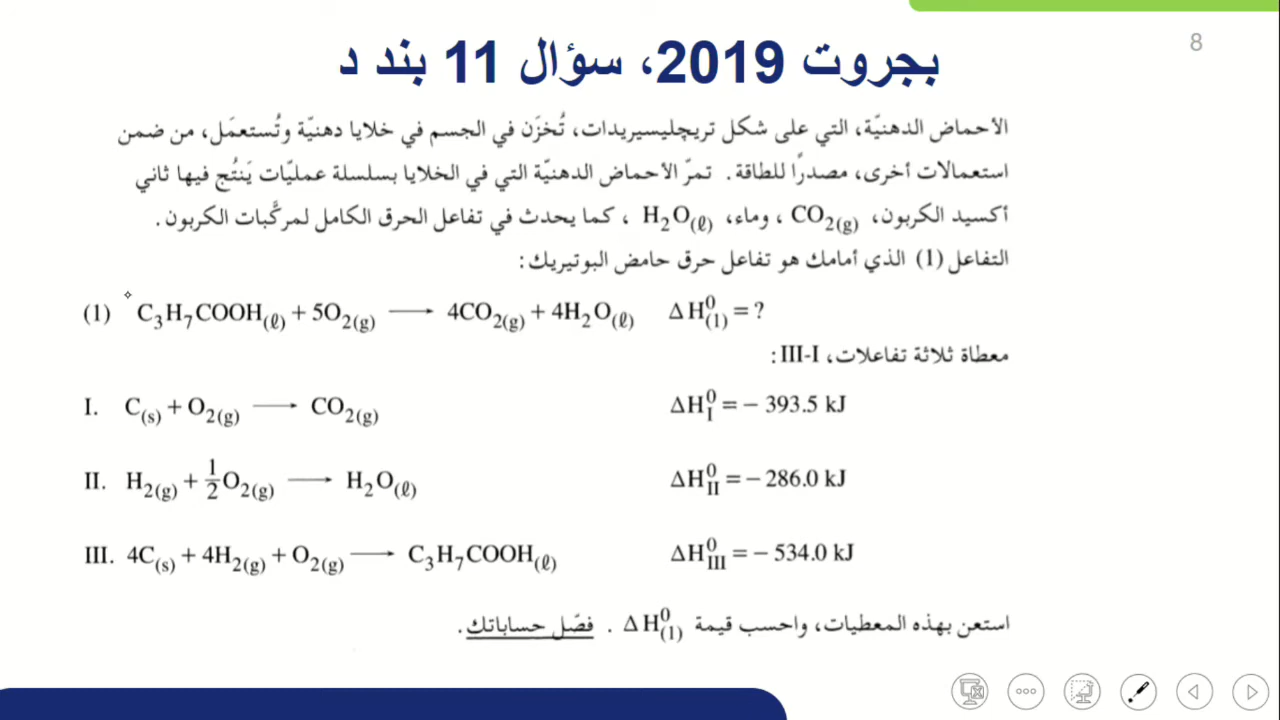 8
بجروت 2019، سؤال 11 بند د
الأحماض الدهنيّة، التي على شكل تريچليسيريدات، تُخزَن في الجسم في خلايا دهنيّة وتُستعمَل، من ضمن
استعمالات أخرى، مصدرًا للطاقة. تمرّ الأحماض الدهنيّة التي في الخلايا بسلسلة عمليّات يَنتُج فيها ثاني
أكسيد الكربون، CO₂(g)، وماء، H₂O(ℓ)، كما يحدث في تفاعل الحرق الكامل لمركَّبات الكربون.
التفاعل (1) الذي أمامك هو تفاعل حرق حامض البوتيريك:
(1) C₃H₇COOH(ℓ) + 5O₂(g) ⟶ 4CO₂(g) + 4H₂O(ℓ) ΔH⁰(1) = ?
معطاة ثلاثة تفاعلات، III-I:
I. C(s) + O₂(g) ⟶ CO₂(g) ΔH⁰I = − 393.5 kJ
II. H₂(g) + 1/2 O₂(g) ⟶ H₂O(ℓ) ΔH⁰II = − 286.0 kJ
III. 4C(s) + 4H₂(g) + O₂(g) ⟶ C₃H₇COOH(ℓ) ΔH⁰III = − 534.0 kJ
استعن بهذه المعطيات، واحسب قيمة ΔH⁰(1). فصّل حساباتك.